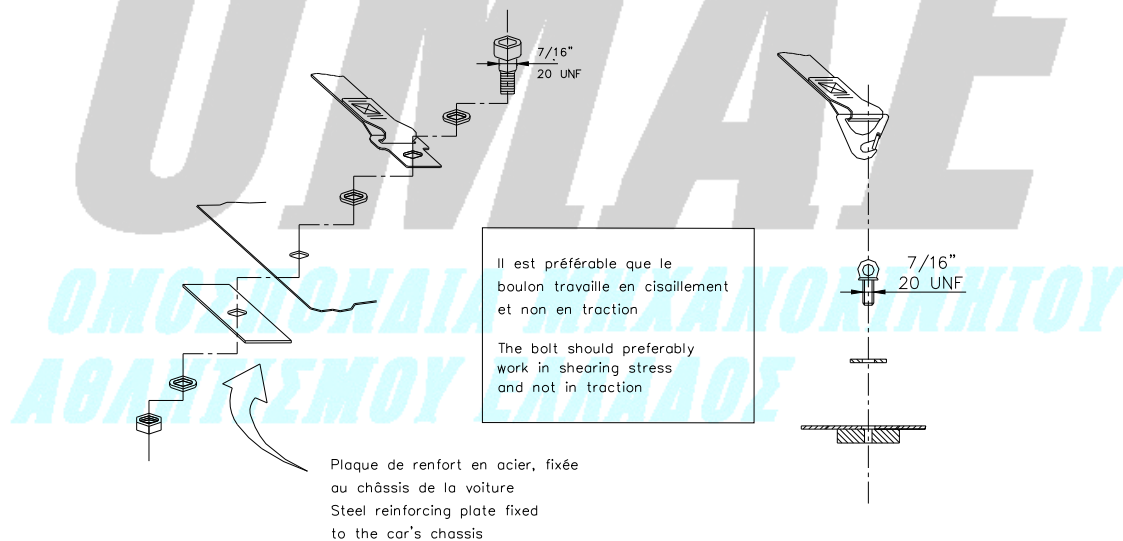 OMAE
7/16"
20 UNF
7/16"
20 UNF
ΟΜΟΣΠΟΝΔΙΑ ΜΗΧΑΝΟΚΙΝΗΤΟΥ
ΑΘΛΗΤΙΣΜΟΥ ΕΛΛΑΔΟΣ
Il est préférable que le
boulon travaille en cisaillement
et non en traction
The bolt should preferably
work in shearing stress
and not in traction
Plaque de renfort en acier, fixée
au châssis de la voiture
Steel reinforcing plate fixed
to the car's chassis